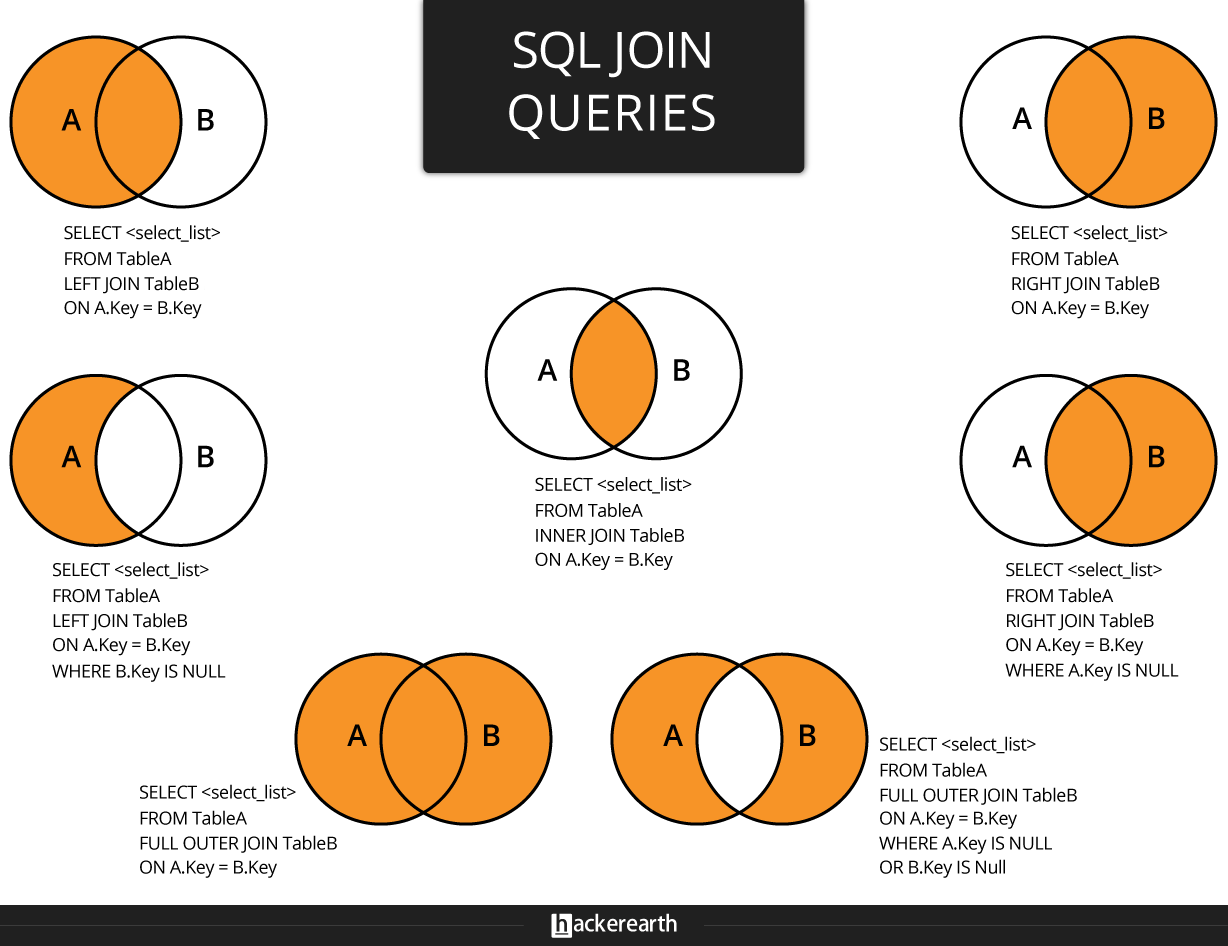 SQL JOIN
QUERIES
A
B
SELECT <select_list>
FROM TableA
LEFT JOIN TableB
ON A.Key = B.Key
A
B
SELECT <select_list>
FROM TableA
RIGHT JOIN TableB
ON A.Key = B.Key
A
B
SELECT <select_list>
FROM TableA
INNER JOIN TableB
ON A.Key = B.Key
A
B
SELECT <select_list>
FROM TableA
LEFT JOIN TableB
ON A.Key = B.Key
WHERE B.Key IS NULL
A
B
SELECT <select_list>
FROM TableA
RIGHT JOIN TableB
ON A.Key = B.Key
WHERE A.Key IS NULL
A
B
SELECT <select_list>
FROM TableA
FULL OUTER JOIN TableB
ON A.Key = B.Key
A
B
SELECT <select_list>
FROM TableA
FULL OUTER JOIN TableB
ON A.Key = B.Key
WHERE A.Key IS NULL
OR B.Key IS Null
hackerearth